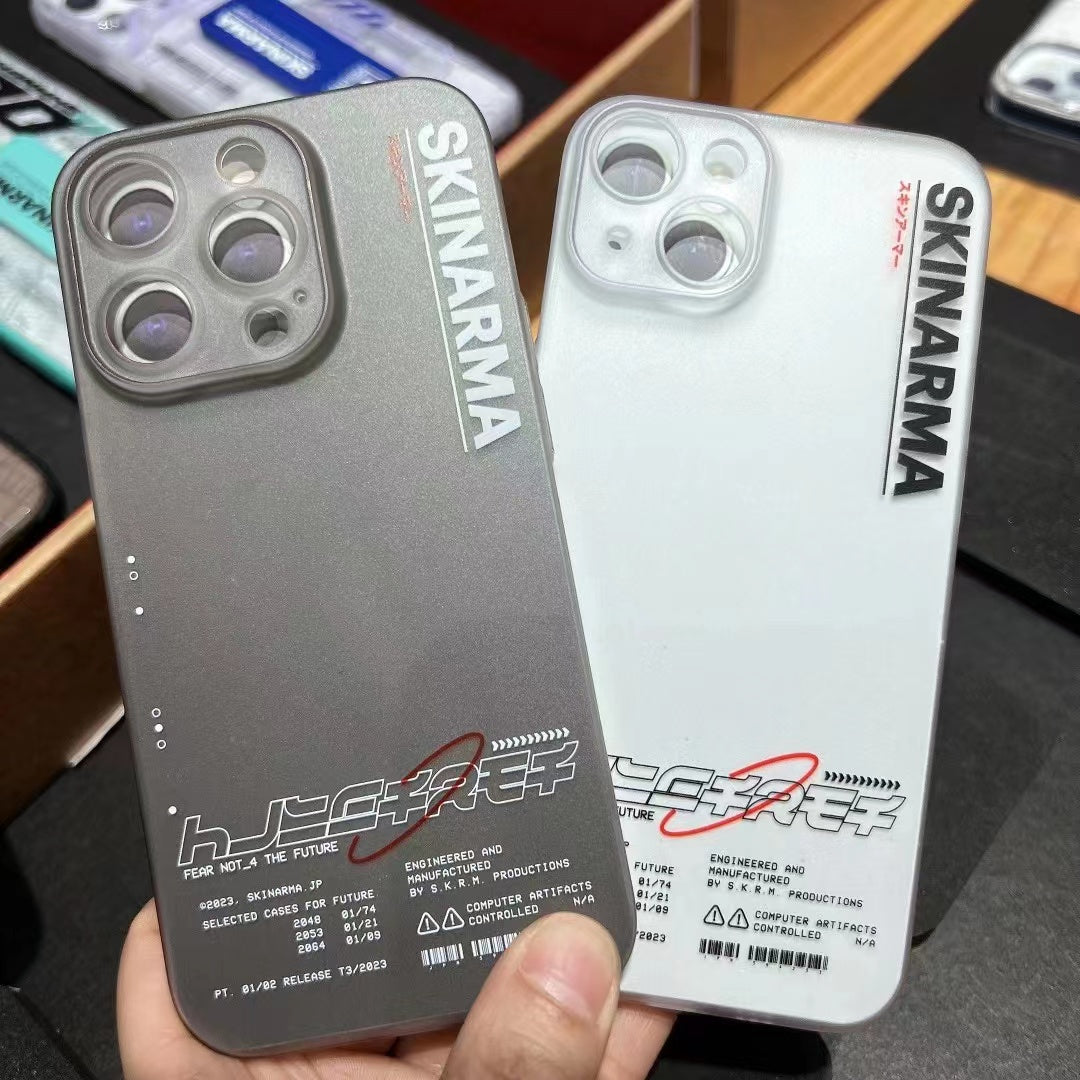 SKINARMA
スキンアーマー
FEAR NOT_4 THE FUTURE
©2023. SKINARMA.JP
SELECTED CASES FOR FUTURE
2048 01/74
2053 01/21
2064 01/09
PT. 01/02 RELEASE T3/2023
ENGINEERED AND
MANUFACTURED
BY S.K.R.M. PRODUCTIONS
COMPUTER ARTIFACTS
CONTROLLED N/A
SKINARMA
スキンアーマー
FUTURE
FUTURE
01/74
01/21
01/09
/2023
ENGINEERED AND
MANUFACTURED
BY S.K.R.M. PRODUCTIONS
COMPUTER ARTIFACTS
CONTROLLED N/A
SKINARMA